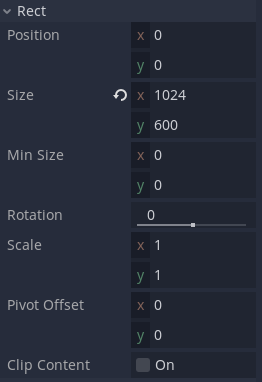 Rect
Position x 0
y 0
Size x 1024
y 600
Min Size x 0
y 0
Rotation 0
Scale x 1
y 1
Pivot Offset x 0
y 0
Clip Content On